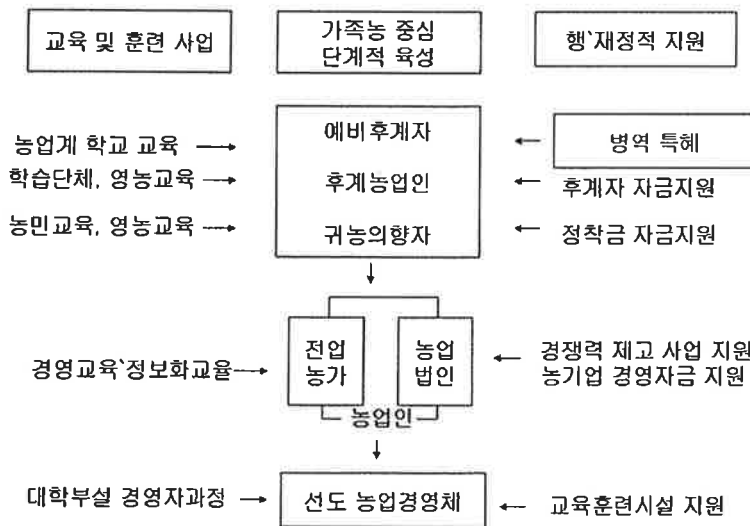 교육 및 훈련 사업
가족농 중심
단계적 육성
행`재정적 지원
농업계 학교 교육
예비후계자
병역 특혜
학습단체, 영농교육
후계농업인
후계자 자금지원
농민교육, 영농교육
귀농의향자
정착금 자금지원
전업
농가
농업
법인
경영교육`정보화교율
경쟁력 재고 사업 지원
농기업 경영자금 지원
농업인
대학부설 경영자과정
선도 농업경영체
교육훈련시설 지원